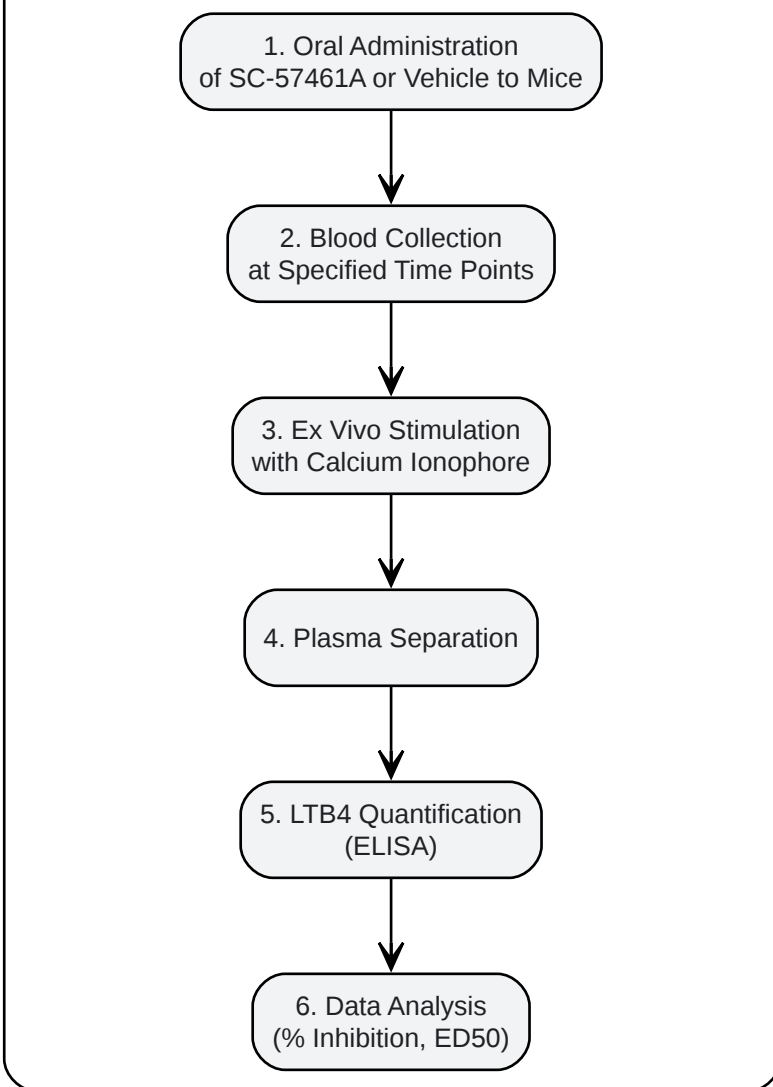 1. Oral Administration
of SC-57461A or Vehicle to Mice
2. Blood Collection
at Specified Time Points
3. Ex Vivo Stimulation
with Calcium Ionophore
4. Plasma Separation
5. LTB4 Quantification
(ELISA)
6. Data Analysis
(% Inhibition, ED50)